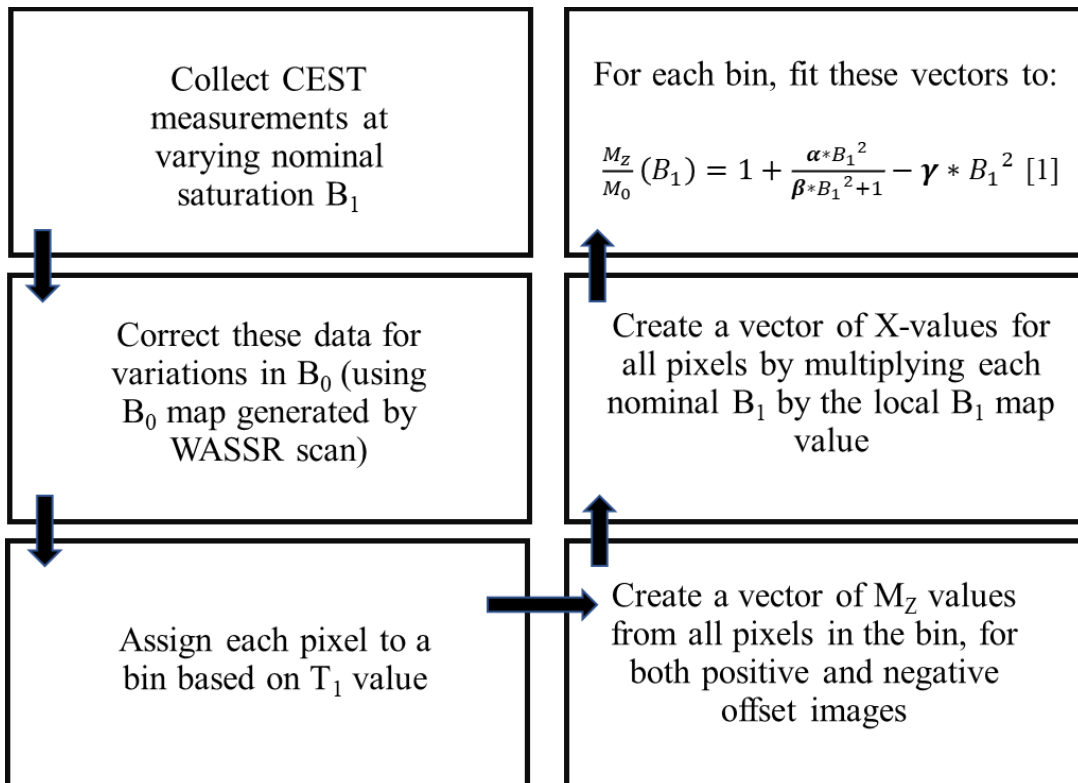 Collect CEST
measurements at
varying nominal
saturation B₁
Correct these data for
variations in B₀ (using
B₀ map generated by
WASSR scan)
Assign each pixel to a
bin based on T₁ value
Create a vector of M_Z values
from all pixels in the bin, for
both positive and negative
offset images
Create a vector of X-values for
all pixels by multiplying each
nominal B₁ by the local B₁ map
value
For each bin, fit these vectors to:
M_Z/M₀ (B₁) = 1 + α*B₁²/(β*B₁²+1) − γ * B₁² [1]